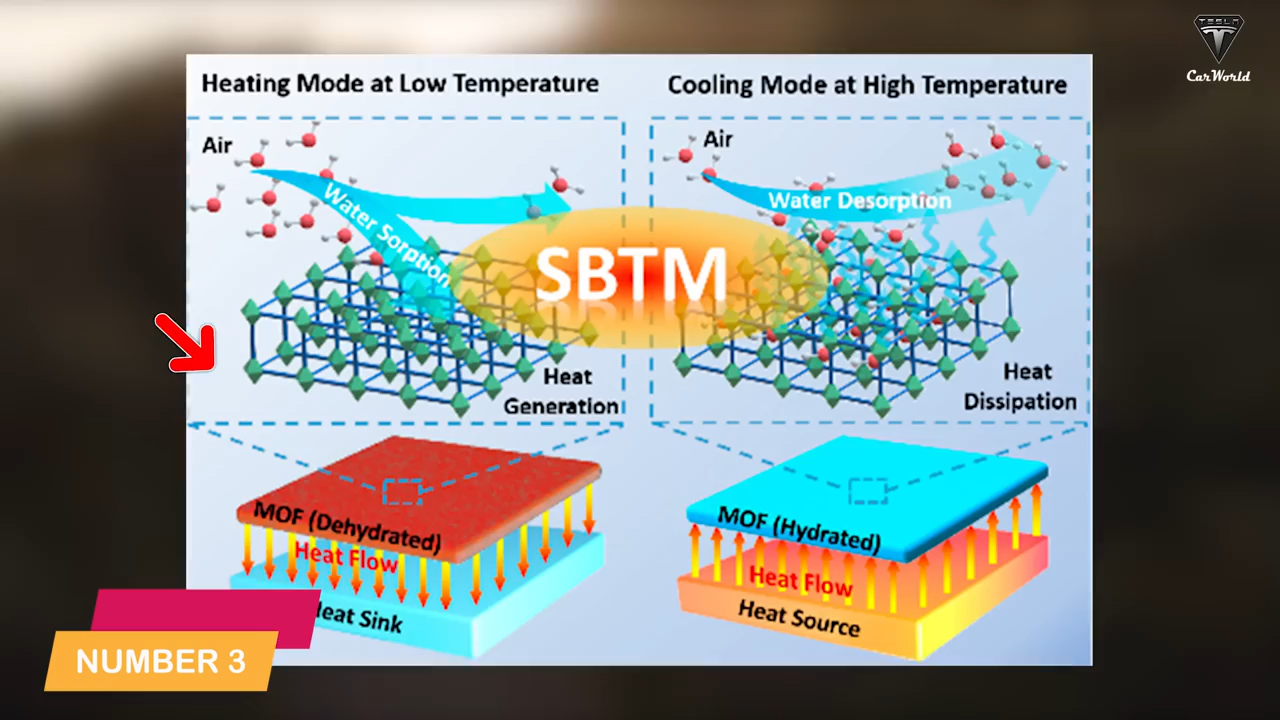 TESLA
CarWorld
Heating Mode at Low Temperature
Cooling Mode at High Temperature
Air
Water Sorption
Air
Water Desorption
SBTM
Heat
Generation
Heat
Dissipation
MOF (Dehydrated)
Heat Flow
Heat Sink
MOF (Hydrated)
Heat Flow
Heat Source
NUMBER 3